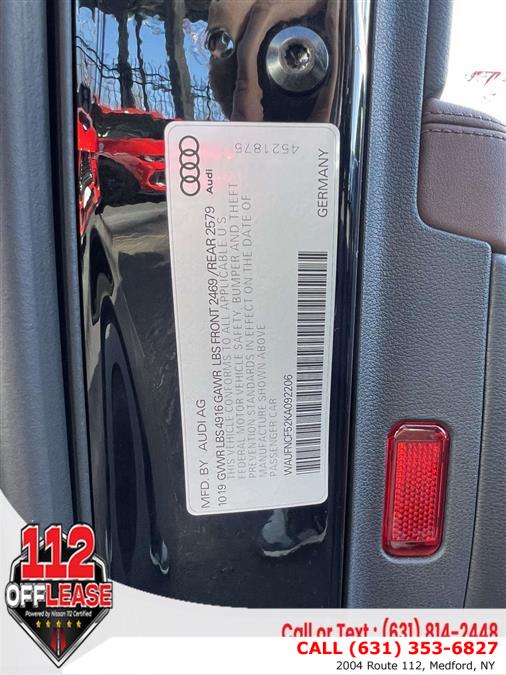 MFD. BY AUDI AG
10 19 GVWR LBS 4916 GAWR LBS FRONT 2469 /REAR 2579
THIS VEHICLE CONFORMS TO ALL APPLICABLE U.S.
FEDERAL MOTOR VEHICLE SAFETY, BUMPER AND THEFT
PREVENTION STANDARDS IN EFFECT ON THE DATE OF
MANUFACTURE SHOWN ABOVE
PASSENGER CAR
WAUFNCF52KA092206
GERMANY
Audi
4521875
112
OFFLEASE
Powered by Nissan 112 Certified
Call or Text : (631) 814-2448
CALL (631) 353-6827
2004 Route 112, Medford, NY